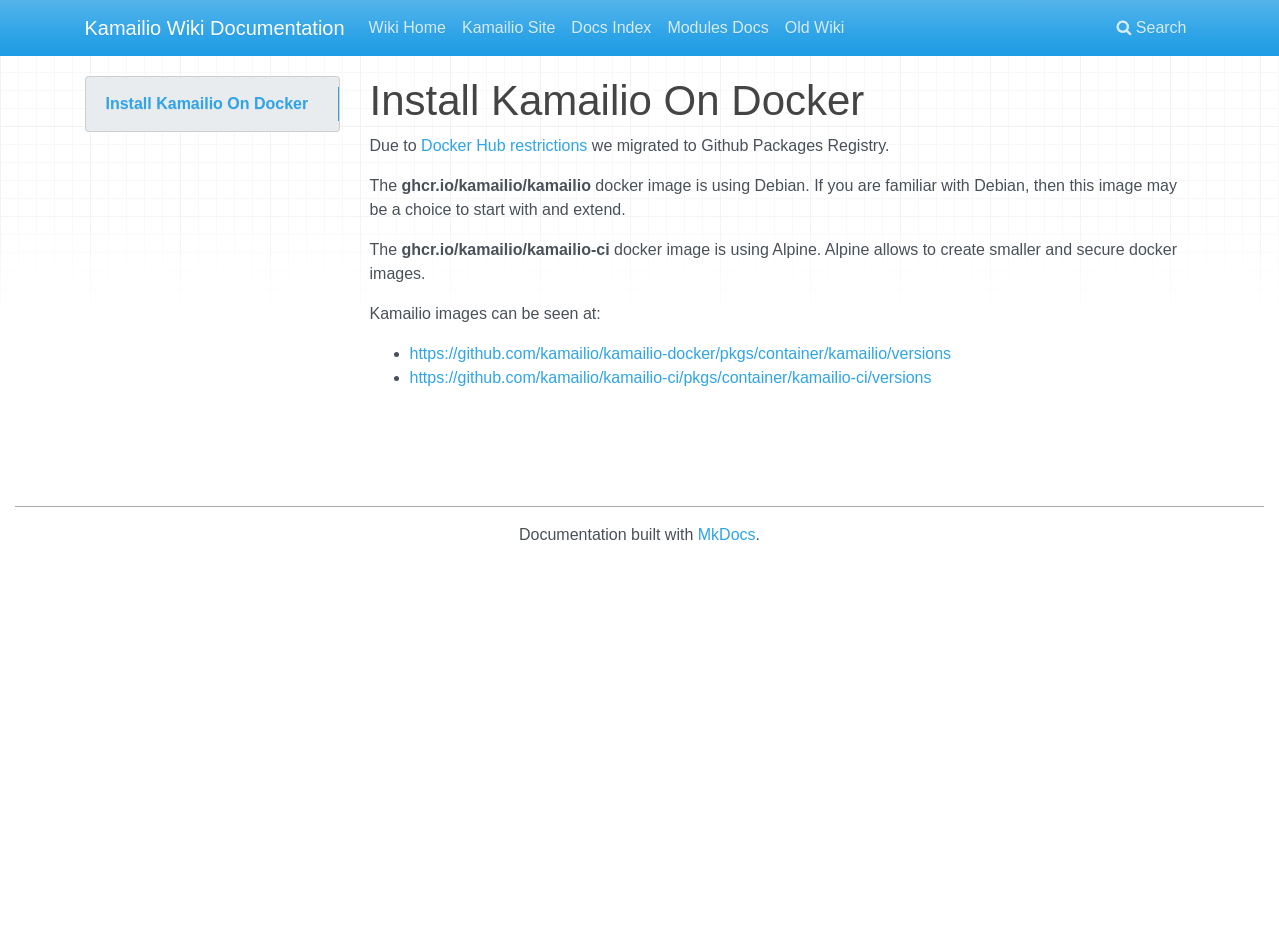 Kamailio Wiki Documentation Wiki Home Kamailio Site Docs Index Modules Docs Old Wiki Search
Install Kamailio On Docker
Install Kamailio On Docker
Due to Docker Hub restrictions we migrated to Github Packages Registry.
The ghcr.io/kamailio/kamailio docker image is using Debian. If you are familiar with Debian, then this image may
be a choice to start with and extend.
The ghcr.io/kamailio/kamailio-ci docker image is using Alpine. Alpine allows to create smaller and secure docker
images.
Kamailio images can be seen at:
• https://github.com/kamailio/kamailio-docker/pkgs/container/kamailio/versions
• https://github.com/kamailio/kamailio-ci/pkgs/container/kamailio-ci/versions
Documentation built with MkDocs.